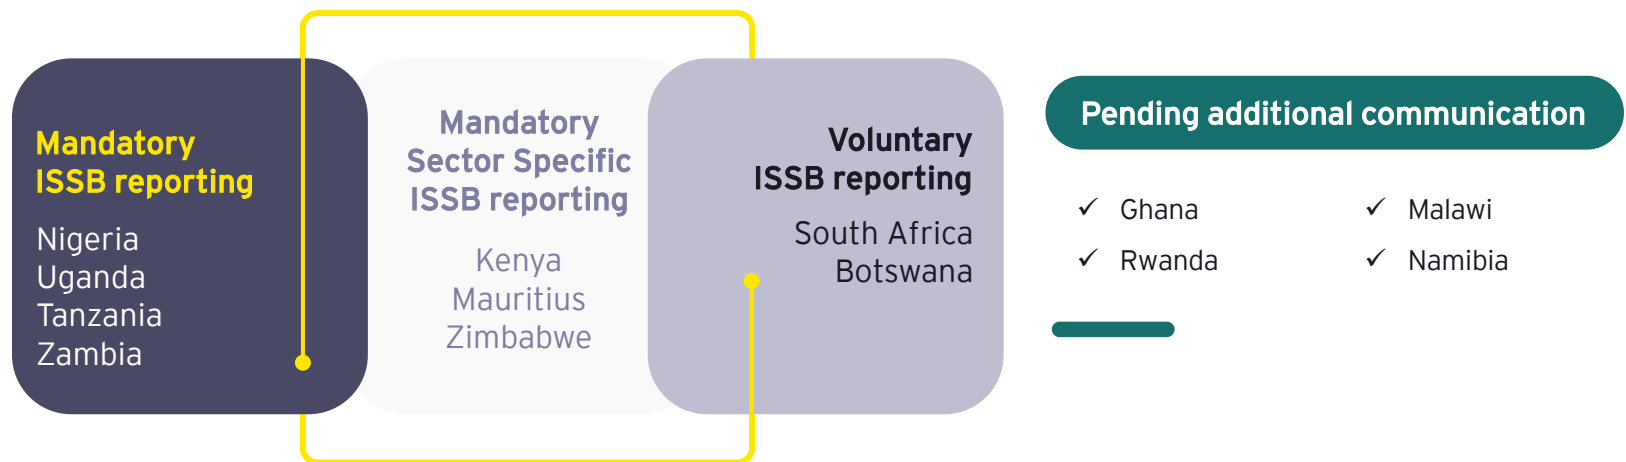 Mandatory
ISSB reporting
Nigeria
Uganda
Tanzania
Zambia
Mandatory
Sector Specific
ISSB reporting
Kenya
Mauritius
Zimbabwe
Voluntary
ISSB reporting
South Africa
Botswana
Pending additional communication
✓ Ghana
✓ Rwanda
✓ Malawi
✓ Namibia